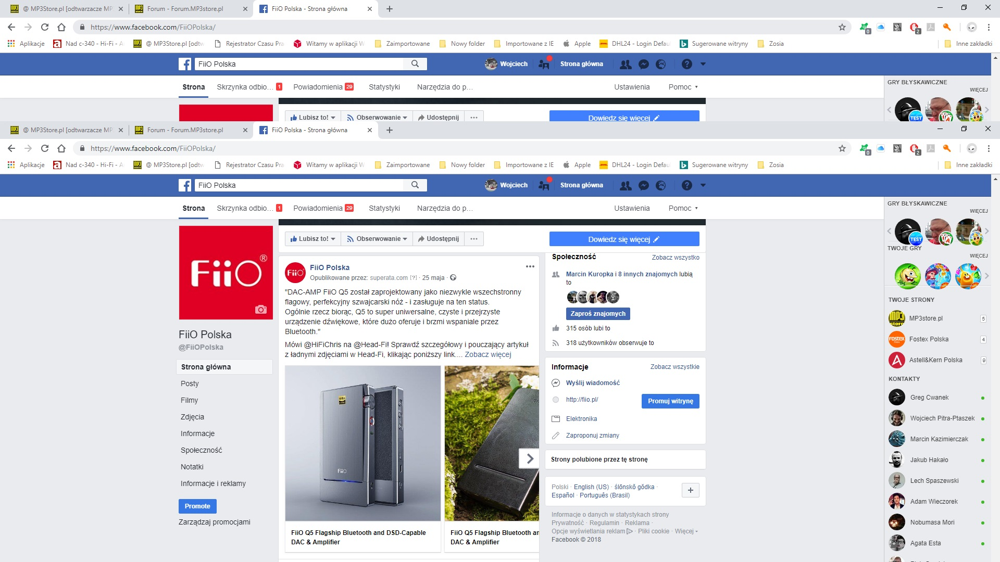 @ MP3Store.pl [odtwarzacze MP
Forum - Forum.MP3store.pl
FiiO Polska - Strona główna
https://www.facebook.com/FiiOPolska/
0
2
Aplikacje
Nad c-340 - Hi-Fi - A
@ MP3Store.pl [odtw
Rejestrator Czasu Pra
Witamy w aplikacji W
Zaimportowane
Nowy folder
Importowane z IE
Apple
DHL24 - Login Defau
Sugerowane witryny
Zosia
Inne zakładki
FiiO Polska
Wojciech
Strona główna
Strona
Skrzynka odbio... 1
Powiadomienia 29
Statystyki
Narzędzia do p...
Ustawienia
Pomoc
GRY BŁYSKAWICZNE
WIĘCEJ
TEST
Lubisz to!
Obserwowanie
Udostępnij
Dowiedz się więcej
@ MP3Store.pl [odtwarzacze MP
Forum - Forum.MP3store.pl
FiiO Polska - Strona główna
https://www.facebook.com/FiiOPolska/
0
2
Aplikacje
Nad c-340 - Hi-Fi - A
@ MP3Store.pl [odtw
Rejestrator Czasu Pra
Witamy w aplikacji W
Zaimportowane
Nowy folder
Importowane z IE
Apple
DHL24 - Login Defau
Sugerowane witryny
Zosia
Inne zakładki
FiiO Polska
Wojciech
Strona główna
Strona
Skrzynka odbio... 1
Powiadomienia 29
Statystyki
Narzędzia do p...
Ustawienia
Pomoc
FiiO®
FiiO Polska
@FiiOPolska
Strona główna
Posty
Filmy
Zdjęcia
Informacje
Społeczność
Notatki
Informacje i reklamy
Promote
Zarządzaj promocjami
Lubisz to!
Obserwowanie
Udostępnij
Dowiedz się więcej
FiiO
FiiO Polska
Opublikowane przez: superata.com [?] · 25 maja ·
"DAC-AMP FiiO Q5 został zaprojektowany jako niezwykle wszechstronny
flagowy, perfekcyjny szwajcarski nóż - i zasługuje na ten status.
Ogólnie rzecz biorąc, Q5 to super uniwersalne, czyste i przejrzyste
urządzenie dźwiękowe, które dużo oferuje i brzmi wspaniale przez
Bluetooth."
Mówi @HiFiChris na @Head-Fi! Sprawdź szczegółowy i pouczający artykuł
z ładnymi zdjęciami w Head-Fi, klikając poniższy link.... Zobacz więcej
FiiO
FiiO Q5 Flagship Bluetooth and DSD-Capable
DAC & Amplifier
FiiO Q5 Flagship Bluetooth an
DAC & Amplifier
Społeczność
Zobacz wszystko
Marcin Kuropka i 8 innych znajomych lubią
to
Zaproś znajomych
315 osób lubi to
318 użytkowników obserwuje to
Informacje
Zobacz wszystkie
Wyślij wiadomość
http://fiio.pl/
Promuj witrynę
Elektronika
Zaproponuj zmiany
Strony polubione przez tę stronę
Polski · English (US) · ślōnskŏ gŏdka ·
Español · Português (Brasil)
Informacje o danych w statystykach strony
Prywatność · Regulamin · Reklama ·
Opcje wyświetlania reklam · Pliki cookie · Więcej
Facebook © 2018
GRY BŁYSKAWICZNE
WIĘCEJ
TEST
TWOJE GRY
WIĘCEJ
TWOJE STRONY
MP3store.pl 5
Fostex Polska 4
Astell&Kern Polska 9
KONTAKTY
Greg Cwanek
Wojciech Pitra-Ptaszek
Marcin Kazimierczak
Jakub Hakało
Lech Spaszewski
Adam Wieczorek
Nobumasa Mori
Agata Esta